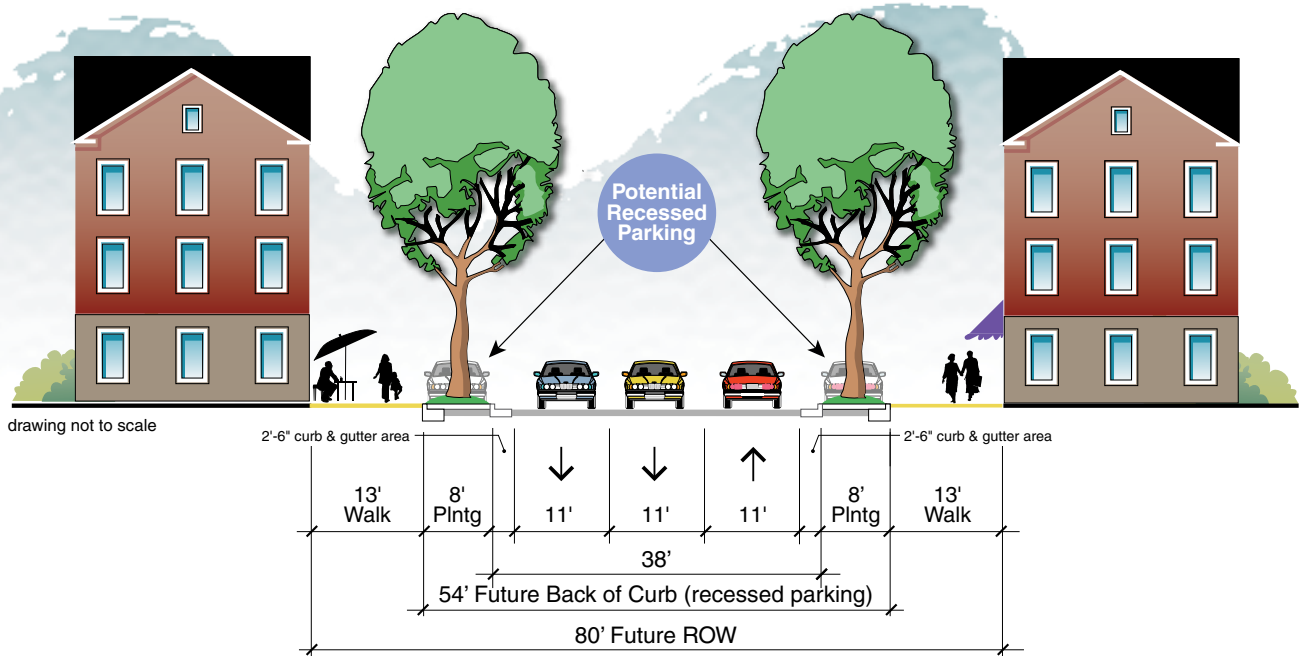 Potential
Recessed
Parking
drawing not to scale
2'-6" curb & gutter area
2'-6" curb & gutter area
13'
Walk
8'
Plntg
11'
11'
11'
8’
Plntg
13'
Walk
38’
54’ Future Back of Curb (recessed parking)
80’ Future ROW